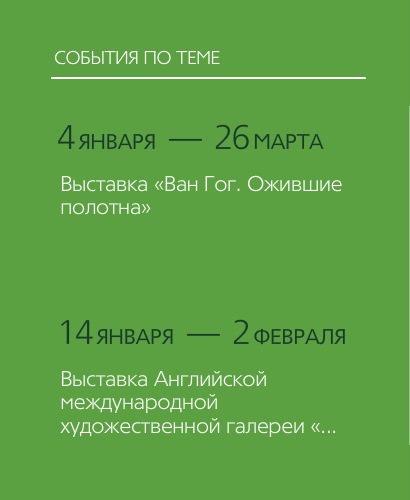 СОБЫТИЯ ПО ТЕМЕ
4 ЯНВАРЯ — 26 МАРТА
Выставка «Ван Гог. Ожившие
полотна»
14 ЯНВАРЯ — 2 ФЕВРАЛЯ
Выставка Английской
международной
художественной галереи «...